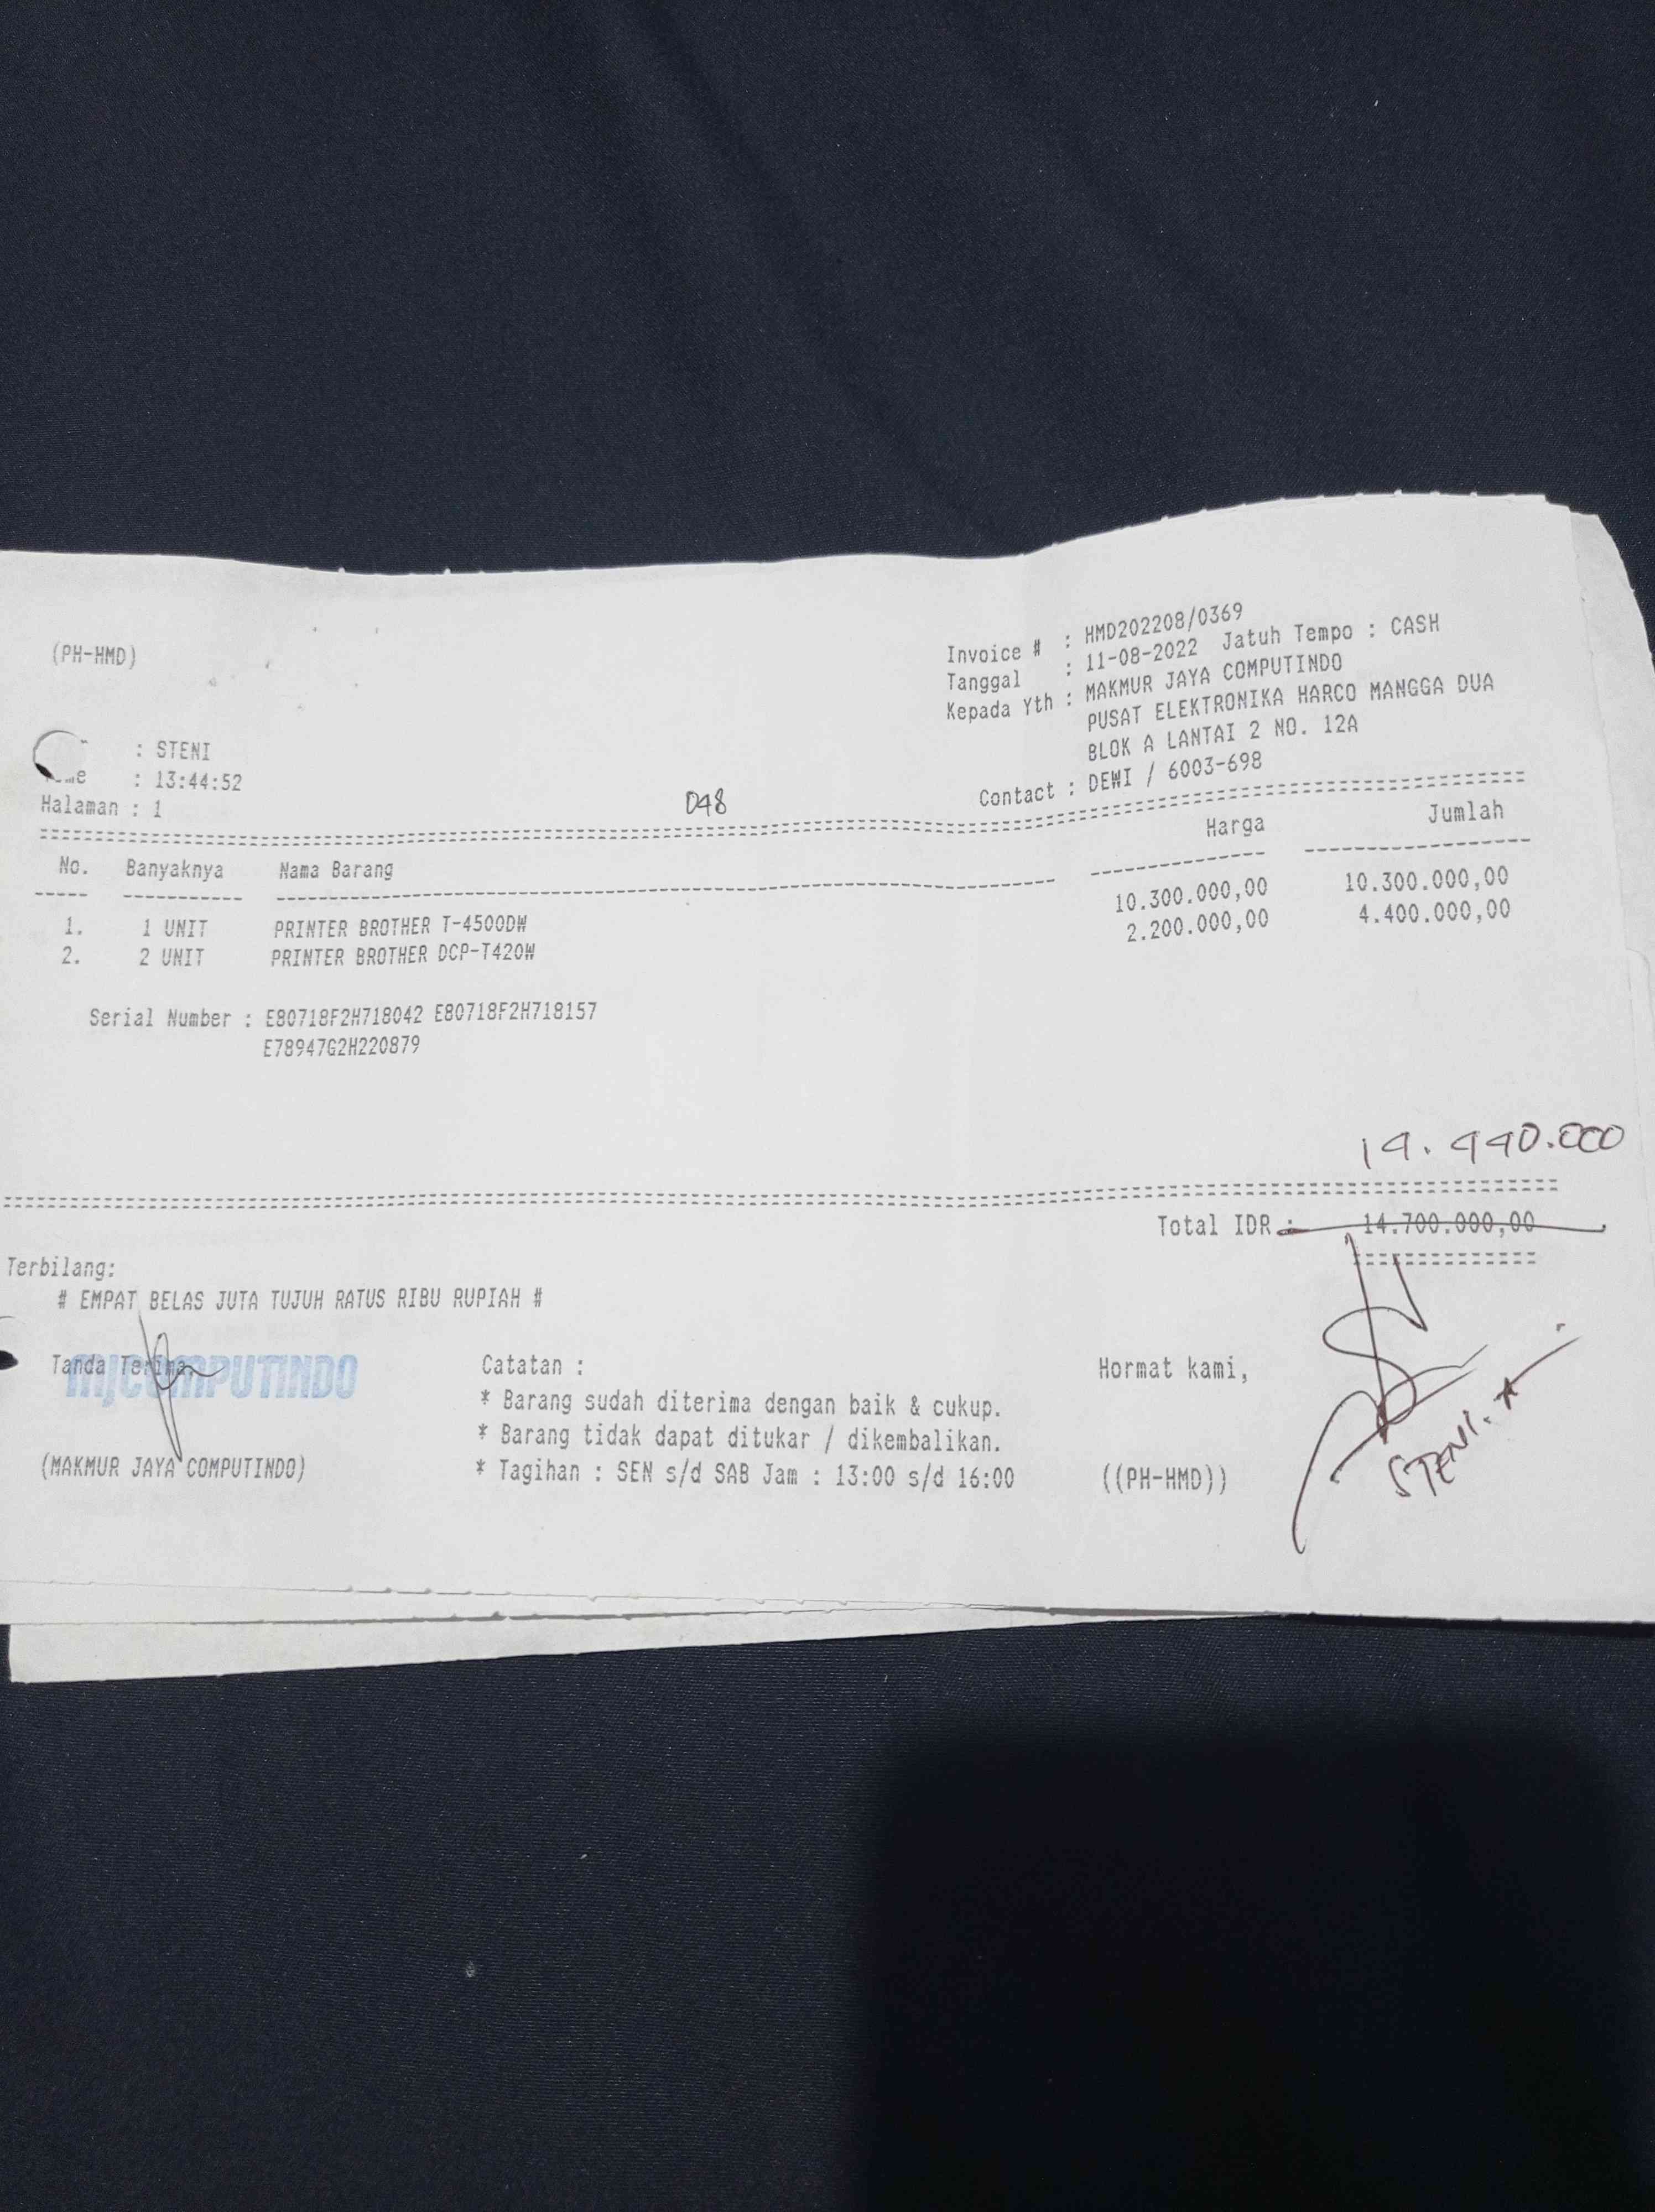 (PH-HMD)
Invoice # : HMD202208/0369
Tanggal : 11-08-2022 Jatuh Tempo : CASH
Kepada Yth : MAKMUR JAYA COMPUTINDO
PUSAT ELEKTRONIKA HARCO MANGGA DUA
BLOK A LANTAI 2 NO. 12A
Contact : DEWI / 6003-698
: STENI
: 13:44:52
Halaman : 1
048
No. Banyaknya Nama Barang Harga Jumlah
1. 1 UNIT PRINTER BROTHER T-4500DW 10.300.000,00 10.300.000,00
2. 2 UNIT PRINTER BROTHER DCP-T420W 2.200.000,00 4.400.000,00
Serial Number : E80718F2H718042 E80718F2H718157
E78947G2H220879
14.440.000
Total IDR : 14.700.000,00
Terbilang:
# EMPAT BELAS JUTA TUJUH RATUS RIBU RUPIAH #
Tanda Terima,
MJCOMPUTINDO
(MAKMUR JAYA COMPUTINDO)
Catatan :
* Barang sudah diterima dengan baik & cukup.
* Barang tidak dapat ditukar / dikembalikan.
* Tagihan : SEN s/d SAB Jam : 13:00 s/d 16:00
Hormat kami,
((PH-HMD))
STENI.